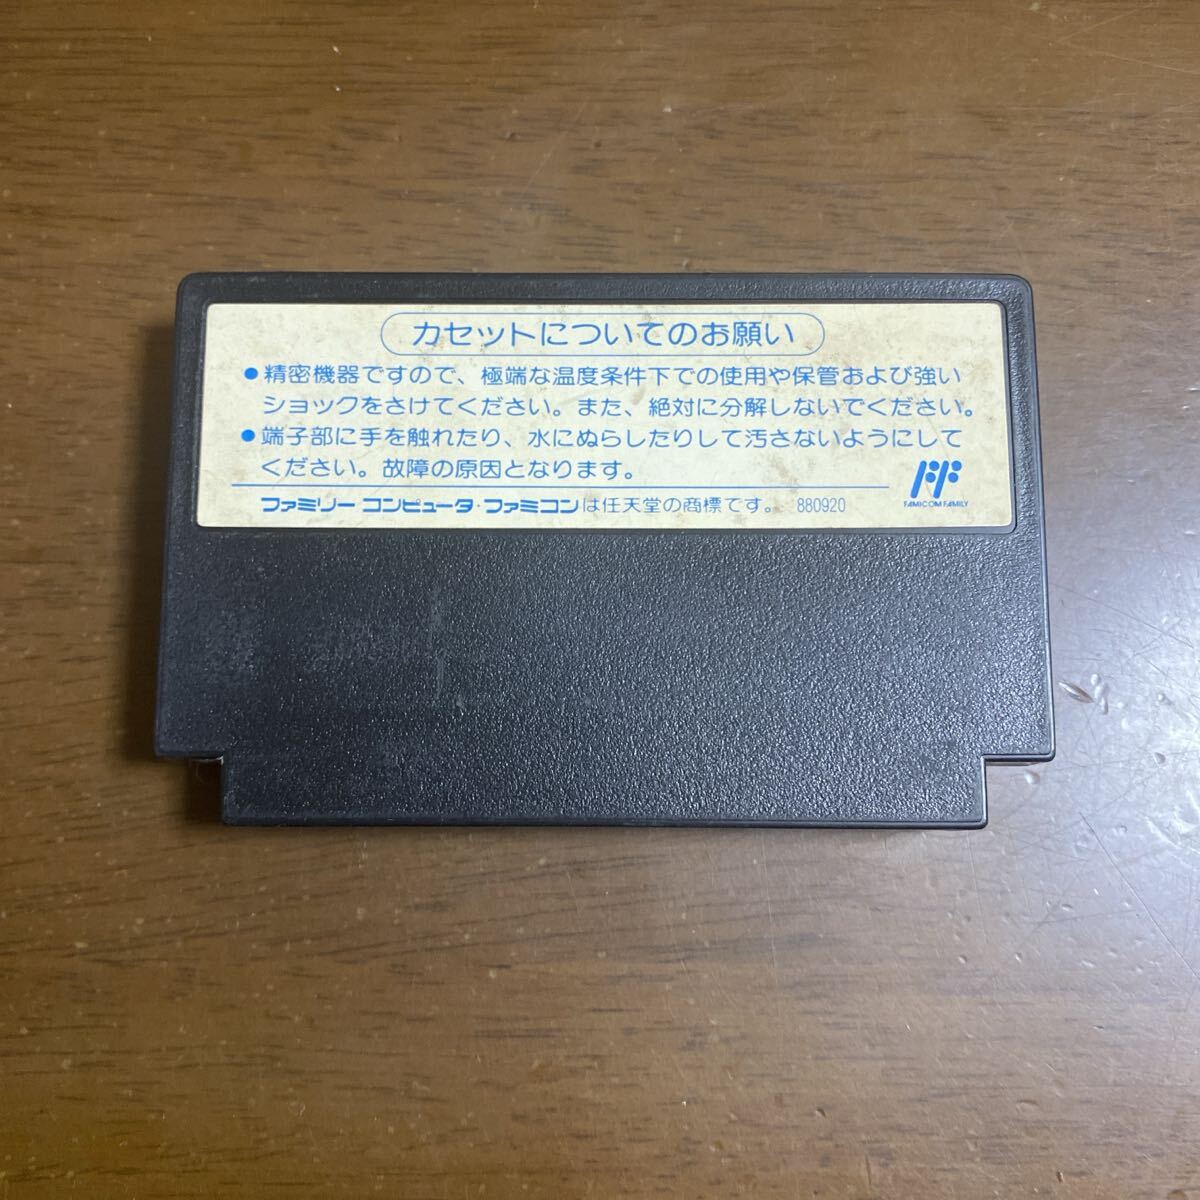 カセットについてのお願い
●精密機器ですので、極端な温度条件下での使用や保管および強い
ショックをさけてください。また、絶対に分解しないでください。
●端子部に手を触れたり、水にぬらしたりして汚さないようにして
ください。故障の原因となります。
ファミリー コンピュータ・ファミコンは任天堂の商標です。 880920
FAMICOM FAMILY